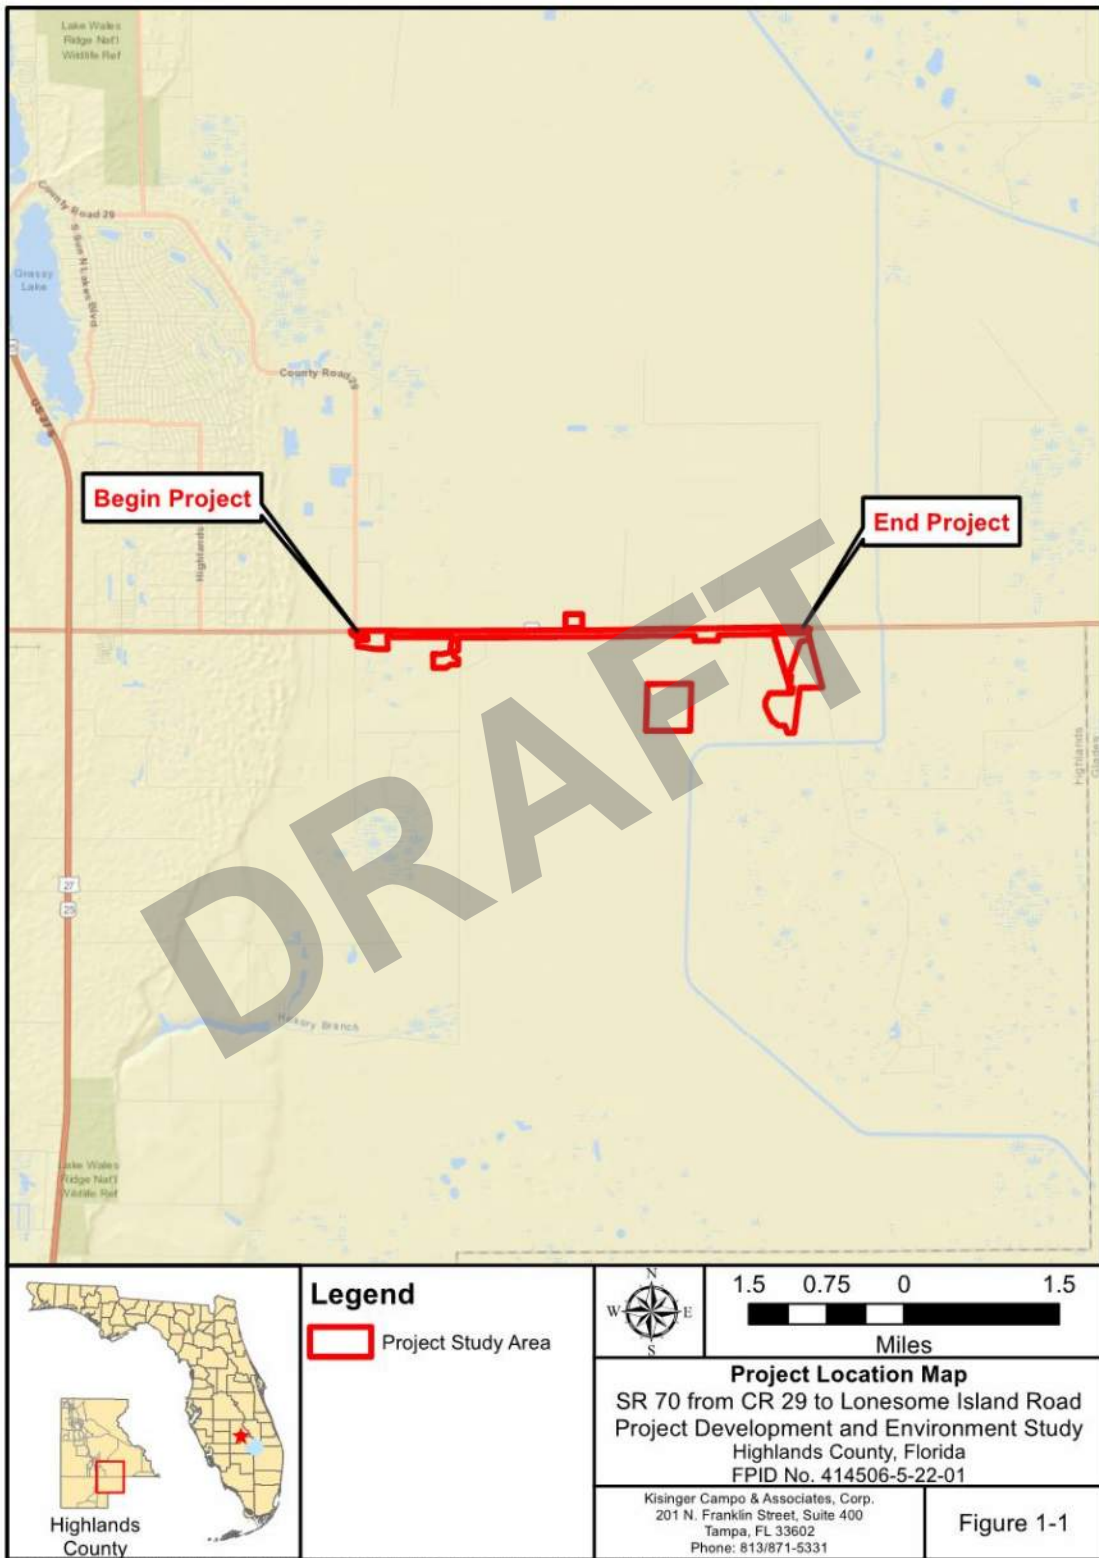 Lake Wales
Ridge Nat'l
Wildlife Ref
County Road 29
S Sun N Lakes Blvd
Grassy
Lake
County Road 29
US 27 S
Begin Project
End Project
Highlands
DRAFT
Highlands
Glades
27
25
Hickory Branch
Lake Wales
Ridge Nat'l
Wildlife Ref
Highlands
County
Legend
Project Study Area
N
W E
S
1.5 0.75 0 1.5
Miles
Project Location Map
SR 70 from CR 29 to Lonesome Island Road
Project Development and Environment Study
Highlands County, Florida
FPID No. 414506-5-22-01
Kisinger Campo & Associates, Corp.
201 N. Franklin Street, Suite 400
Tampa, FL 33602
Phone: 813/871-5331
Figure 1-1